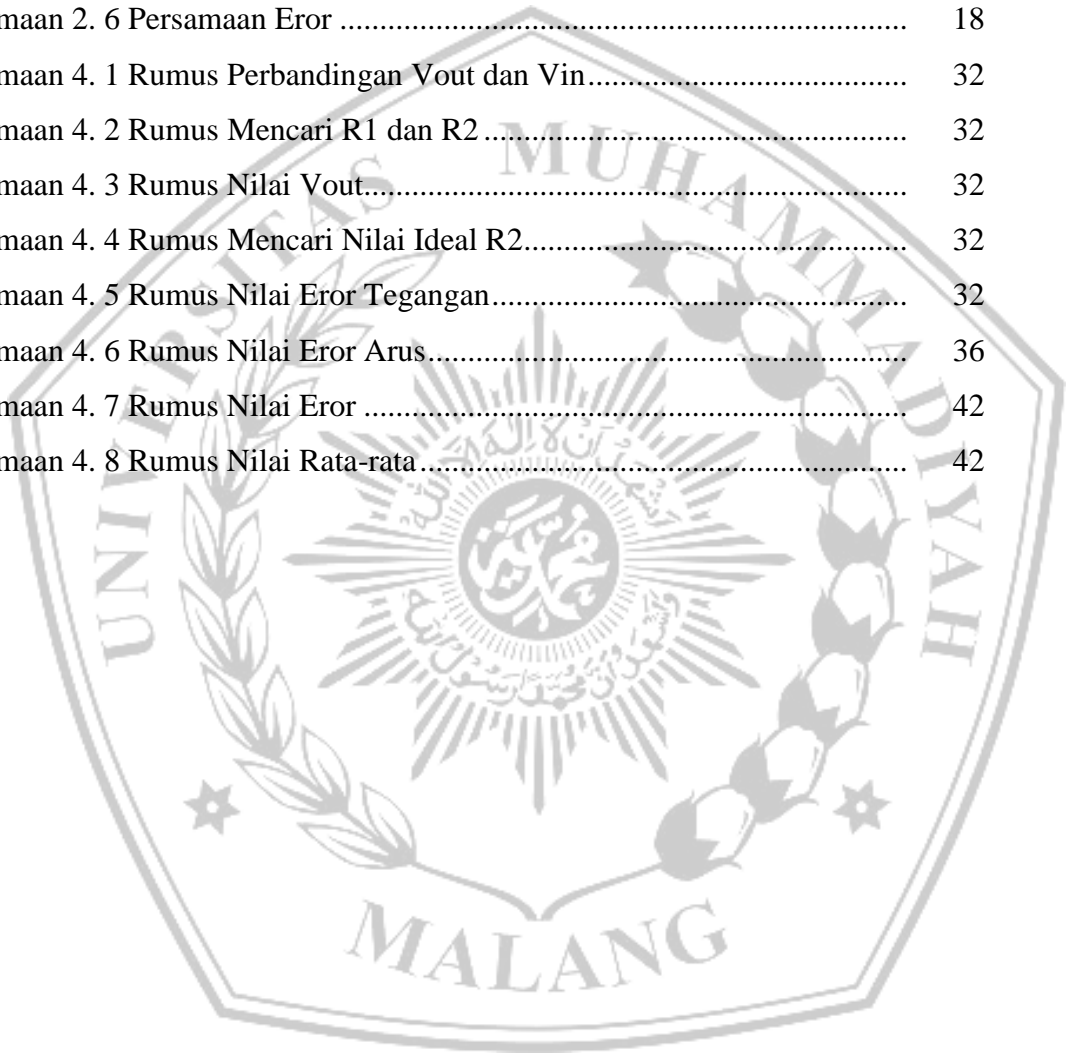 maan 2. 6 Persamaan Eror ........................................................................ 18
maan 4. 1 Rumus Perbandingan Vout dan Vin ........................................ 32
maan 4. 2 Rumus Mencari R1 dan R2 ..................................................... 32
maan 4. 3 Rumus Nilai Vout .................................................................... 32
maan 4. 4 Rumus Mencari Nilai Ideal R2 ................................................ 32
maan 4. 5 Rumus Nilai Eror Tegangan .................................................... 32
maan 4. 6 Rumus Nilai Eror Arus ............................................................ 36
maan 4. 7 Rumus Nilai Eror .................................................................... 42
maan 4. 8 Rumus Nilai Rata-rata ............................................................. 42
UNIVERSITAS MUHAMMADIYAH
MALANG